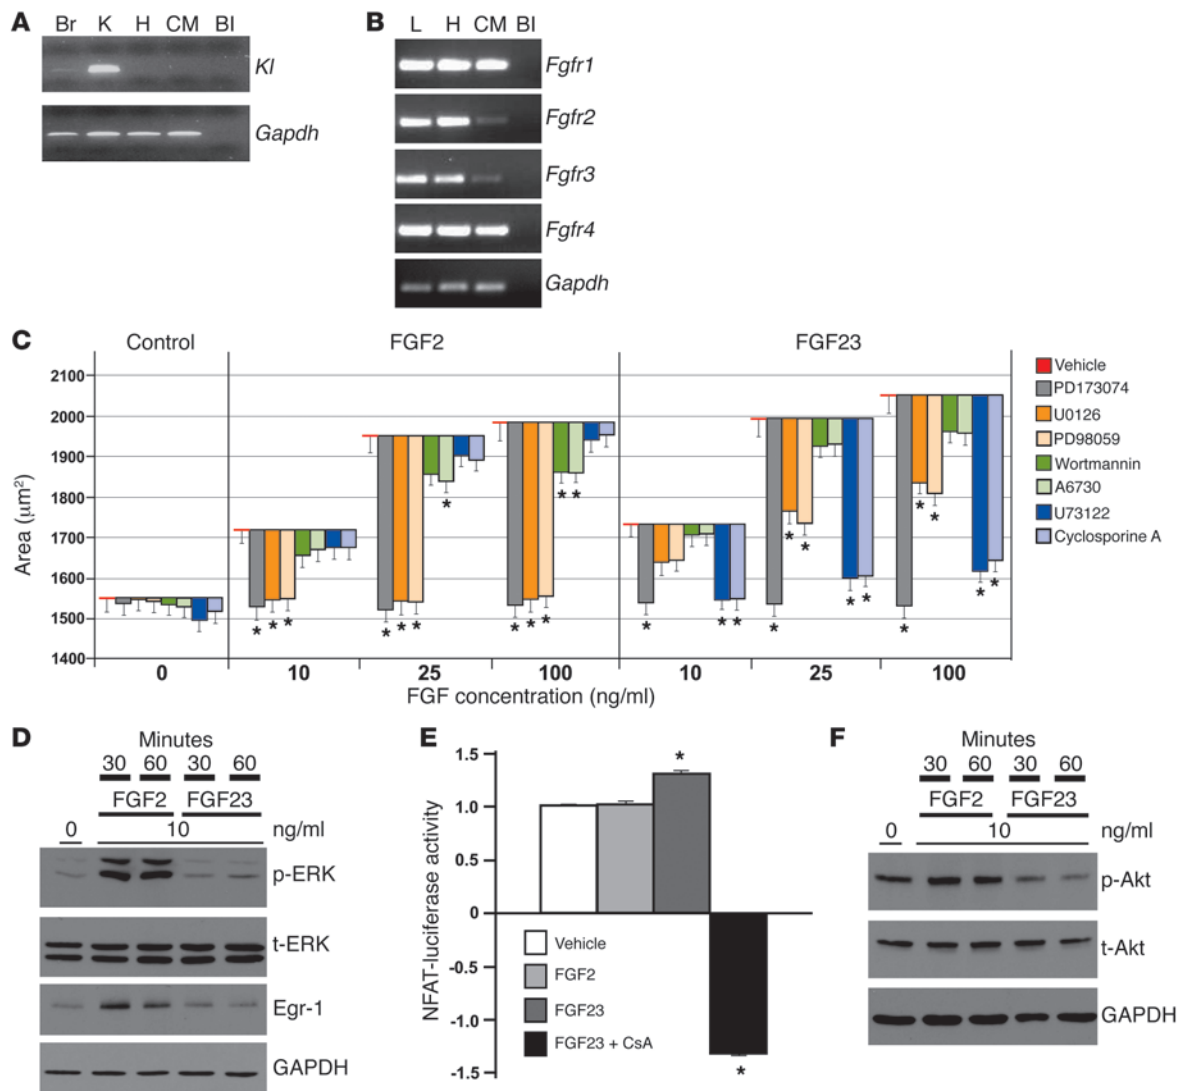 A
Br K H CM Bl
Kl
Gapdh
B
L H CM Bl
Fgfr1
Fgfr2
Fgfr3
Fgfr4
Gapdh
C
Control FGF2 FGF23
Area (µm²)
2100
2000
1900
1800
1700
1600
1500
1400
* * * * * * * * * * * * * * * * * * * * * * * *
0 10 25 100 10 25 100
FGF concentration (ng/ml)
Vehicle
PD173074
U0126
PD98059
Wortmannin
A6730
U73122
Cyclosporine A
D
Minutes
30 60 30 60
FGF2 FGF23
0 10 ng/ml
p-ERK
t-ERK
Egr-1
GAPDH
E
NFAT-luciferase activity
1.5
1.0
0.5
0
-0.5
-1.0
-1.5
*
*
Vehicle
FGF2
FGF23
FGF23 + CsA
F
Minutes
30 60 30 60
FGF2 FGF23
0 10 ng/ml
p-Akt
t-Akt
GAPDH